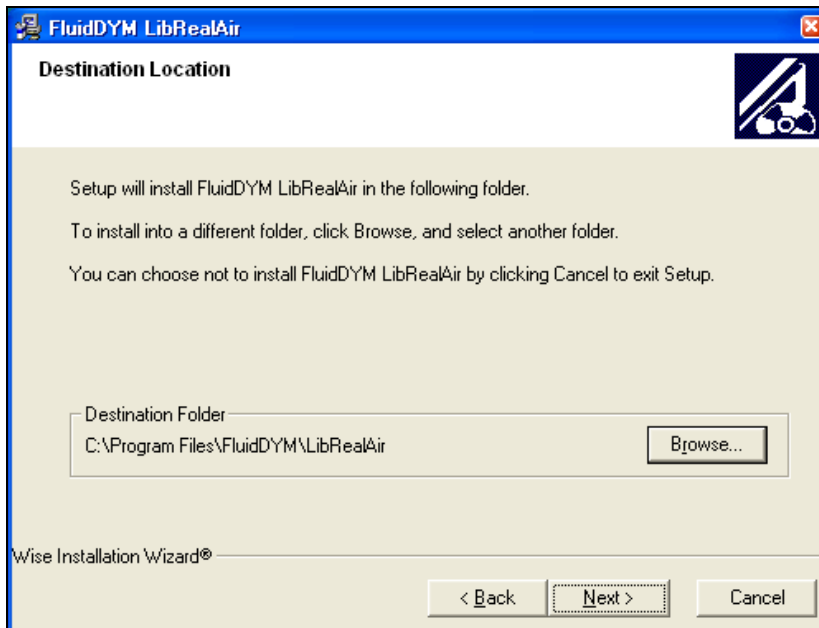 FluidDYM LibRealAir
Destination Location
Setup will install FluidDYM LibRealAir in the following folder.
To install into a different folder, click Browse, and select another folder.
You can choose not to install FluidDYM LibRealAir by clicking Cancel to exit Setup.
Destination Folder
C:\Program Files\FluidDYM\LibRealAir
Browse...
Wise Installation Wizard®
< Back Next > Cancel